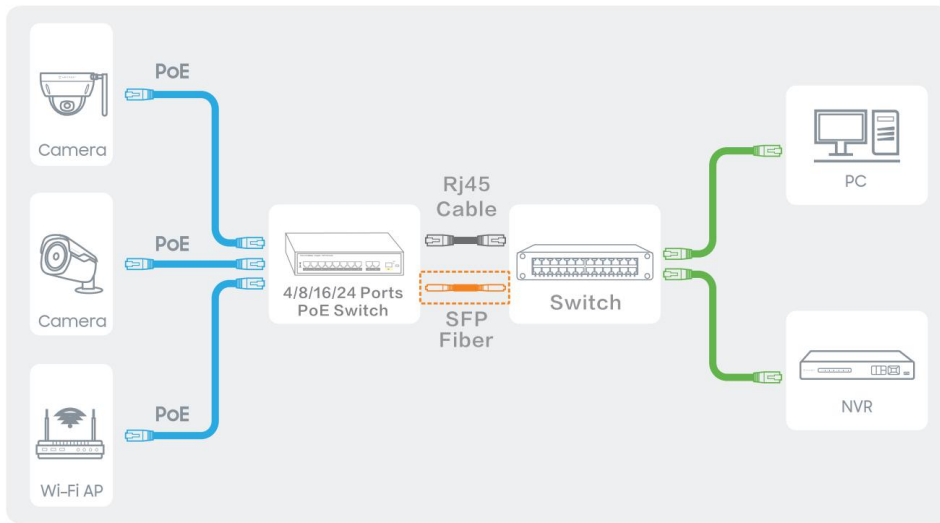 PoE
Camera
PoE
Camera
PoE
Wi-Fi AP
4/8/16/24 Ports
PoE Switch
Rj45
Cable
SFP
Fiber
Switch
PC
NVR